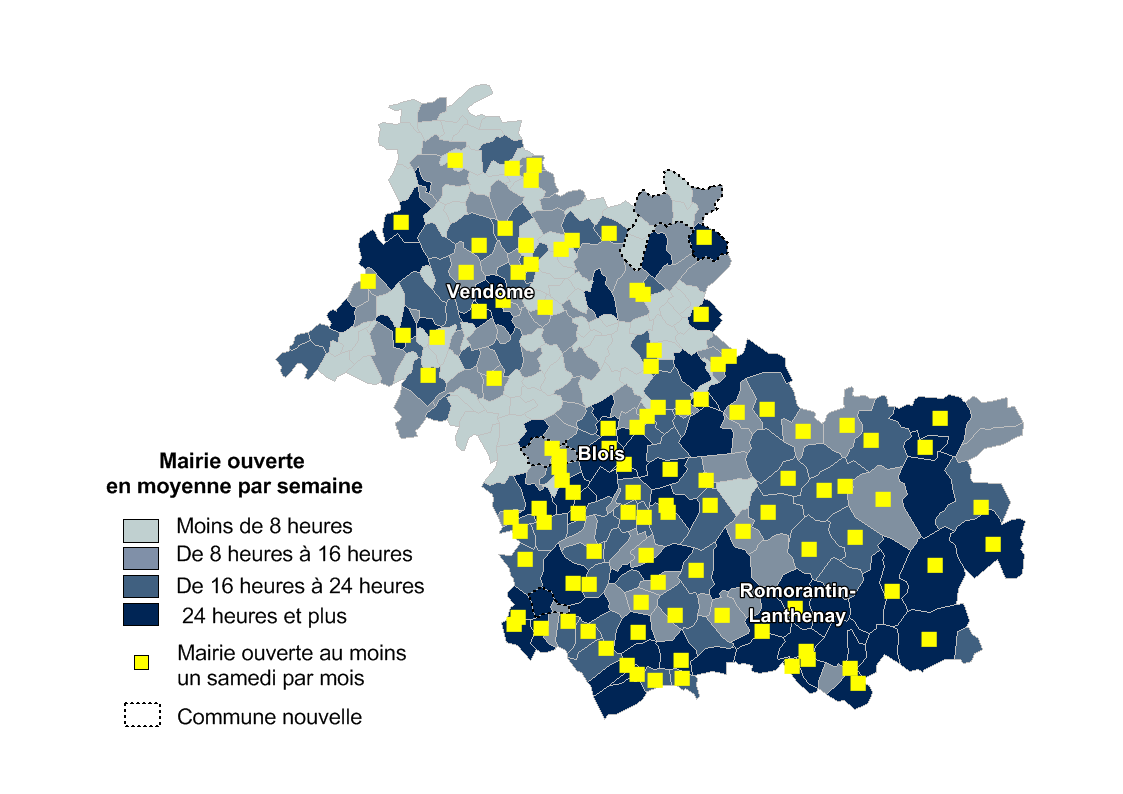 Vendôme
Blois
Romorantin-
Lanthenay
Mairie ouverte
en moyenne par semaine
Moins de 8 heures
De 8 heures à 16 heures
De 16 heures à 24 heures
24 heures et plus
Mairie ouverte au moins
un samedi par mois
Commune nouvelle